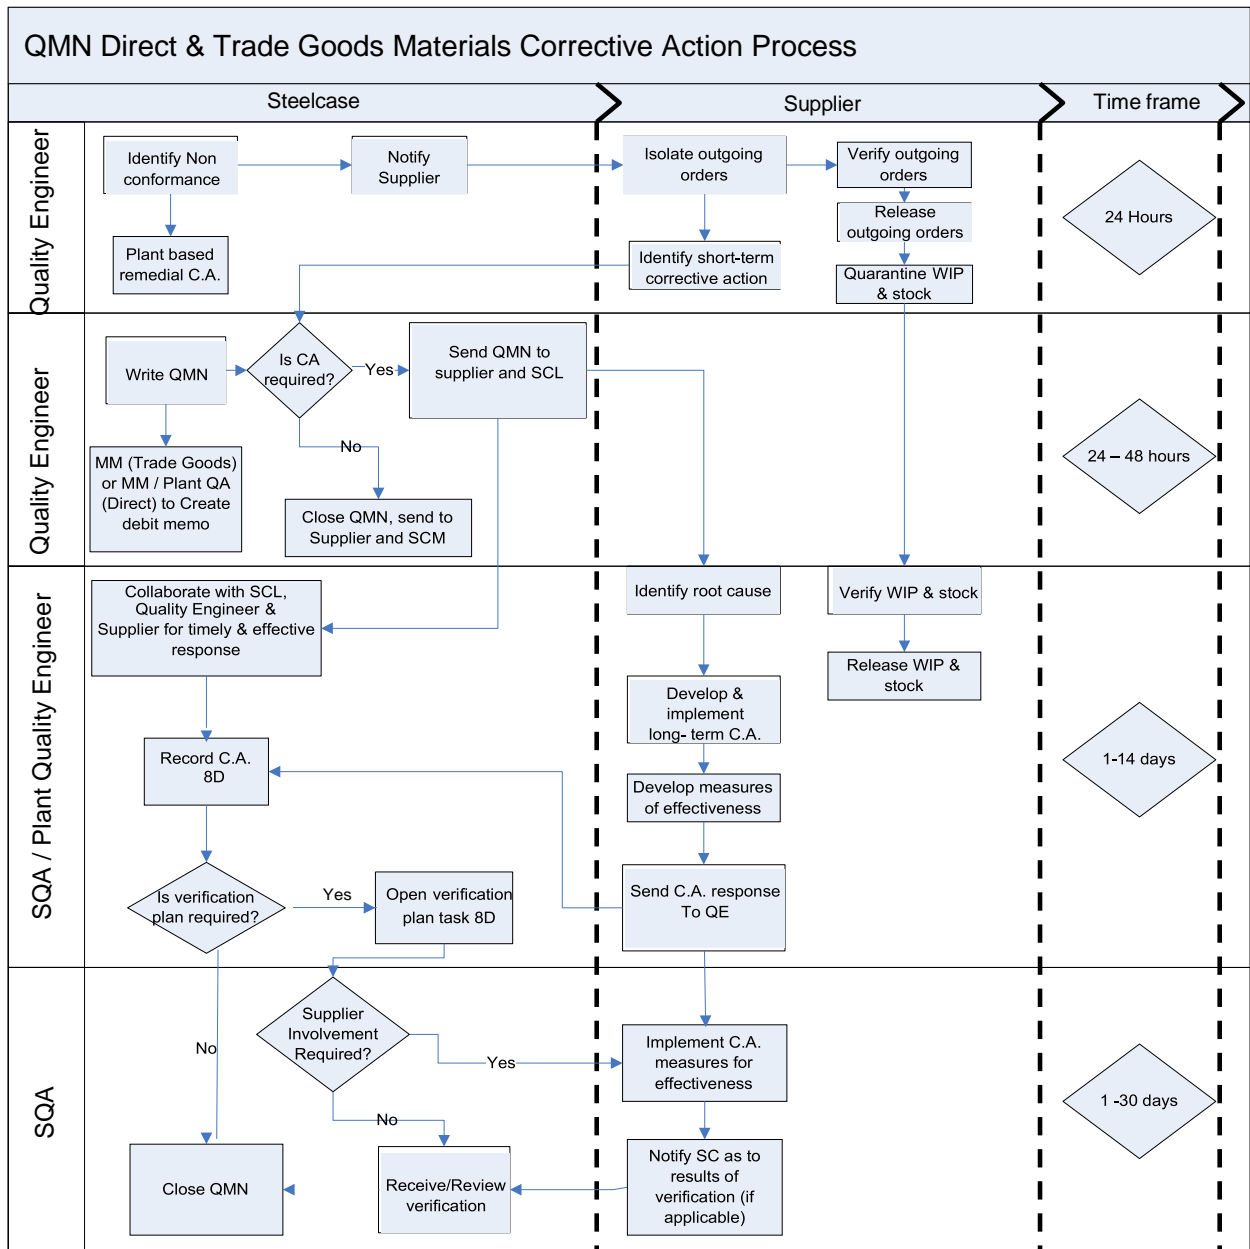 QMN Direct & Trade Goods Materials Corrective Action Process
Steelcase
Supplier
Time frame
Quality Engineer
Identify Non
conformance
Notify
Supplier
Isolate outgoing
orders
Verify outgoing
orders
Release
outgoing orders
Plant based
remedial C.A.
Identify short-term
corrective action
Quarantine WIP
& stock
24 Hours
Quality Engineer
Write QMN
Is CA
required?
Yes
Send QMN to
supplier and SCL
No
MM (Trade Goods)
or MM / Plant QA
(Direct) to Create
debit memo
Close QMN, send to
Supplier and SCM
24 – 48 hours
SQA / Plant Quality Engineer
Collaborate with SCL,
Quality Engineer &
Supplier for timely & effective
response
Identify root cause
Verify WIP & stock
Release WIP &
stock
Develop &
implement
long- term C.A.
Record C.A.
8D
Develop measures
of effectiveness
Is verification
plan required?
Yes
Open verification
plan task 8D
Send C.A. response
To QE
1-14 days
SQA
No
Supplier
Involvement
Required?
Yes
Implement C.A.
measures for
effectiveness
No
Close QMN
Receive/Review
verification
Notify SC as to
results of
verification (if
applicable)
1 -30 days